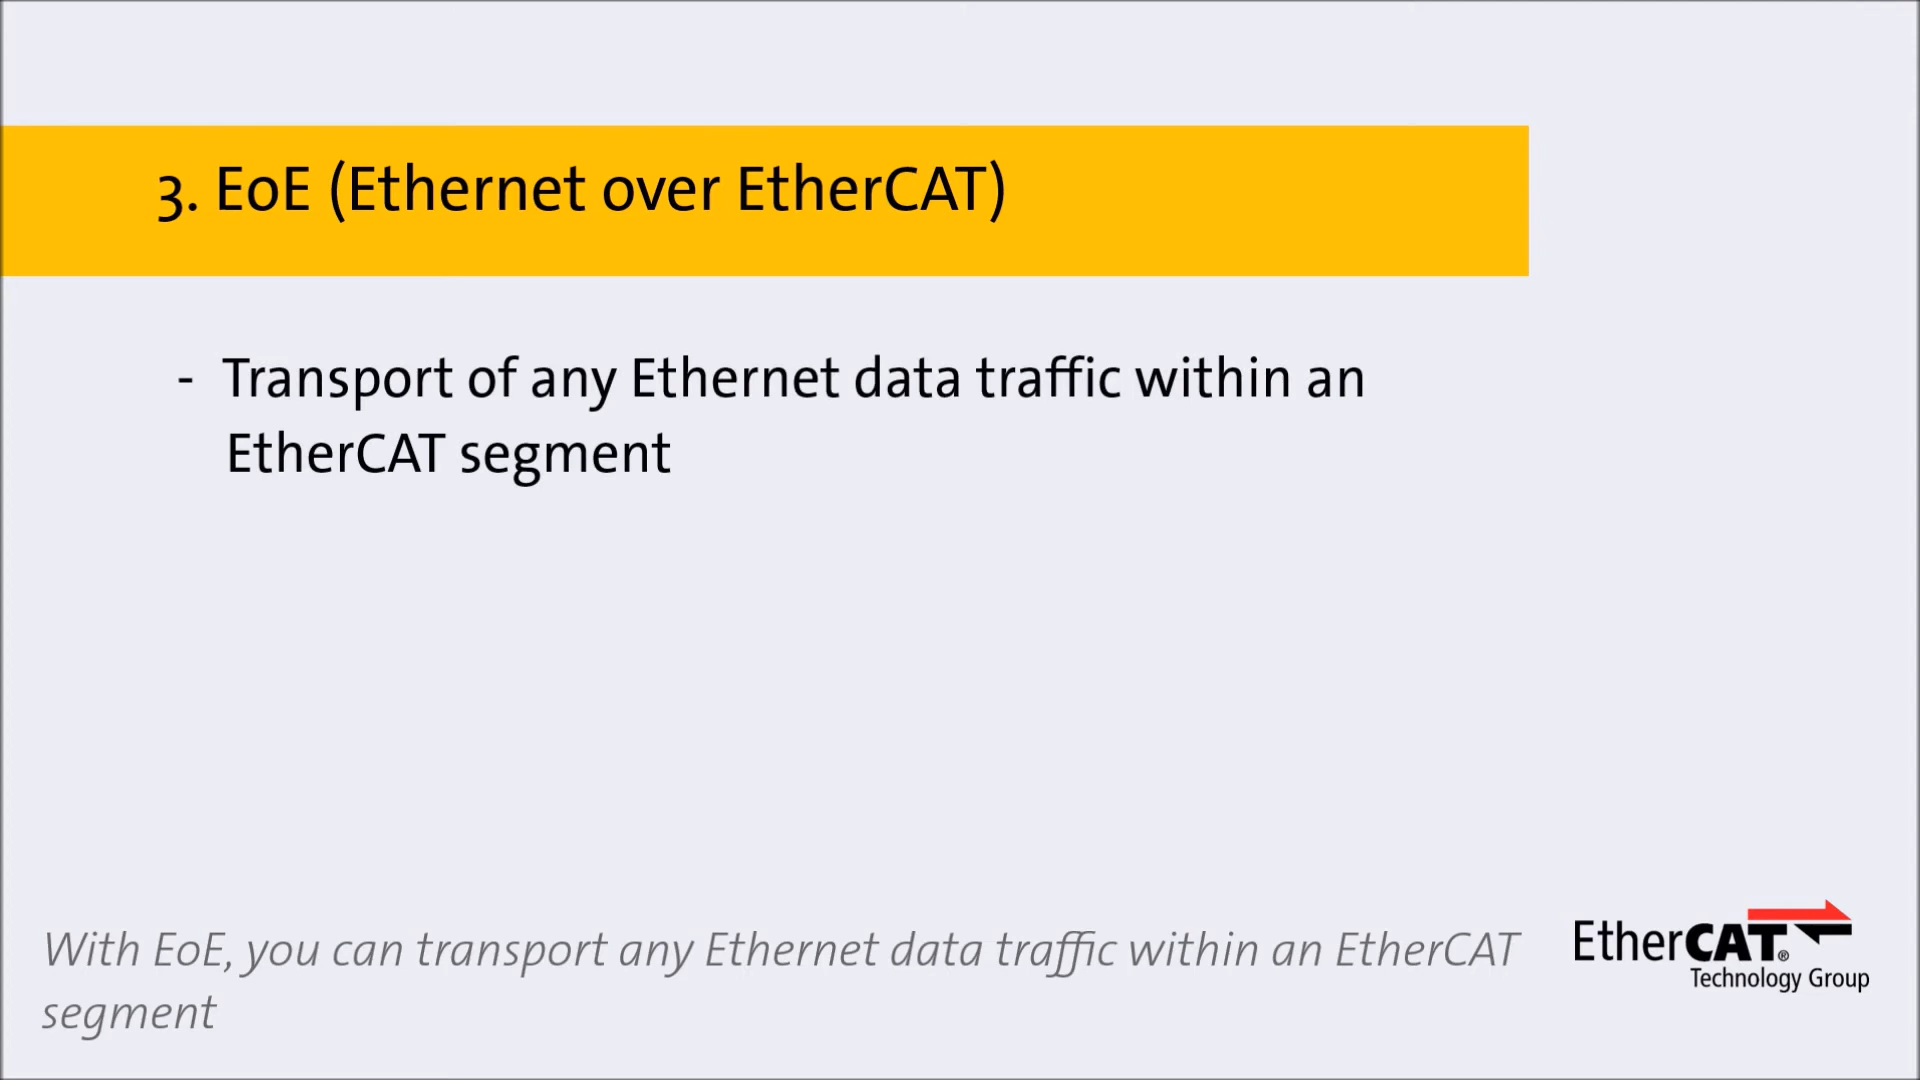 3. EoE (Ethernet over EtherCAT)
- Transport of any Ethernet data traffic within an
EtherCAT segment
With EoE, you can transport any Ethernet data traffic within an EtherCAT
segment
EtherCAT®
Technology Group